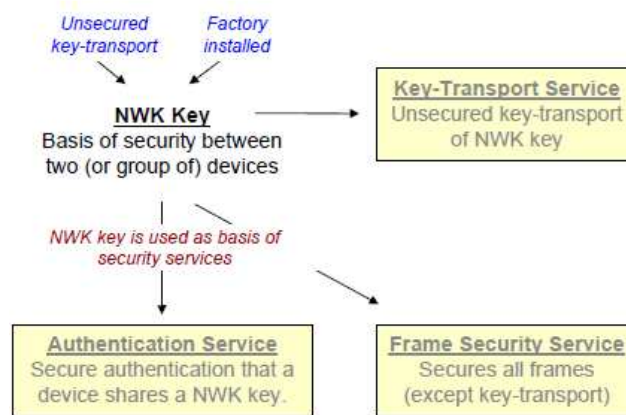 Unsecured
key-transport
Factory
installed
NWK Key
Basis of security between
two (or group of) devices
Key-Transport Service
Unsecured key-transport
of NWK key
NWK key is used as basis of
security services
Authentication Service
Secure authentication that a
device shares a NWK key.
Frame Security Service
Secures all frames
(except key-transport)